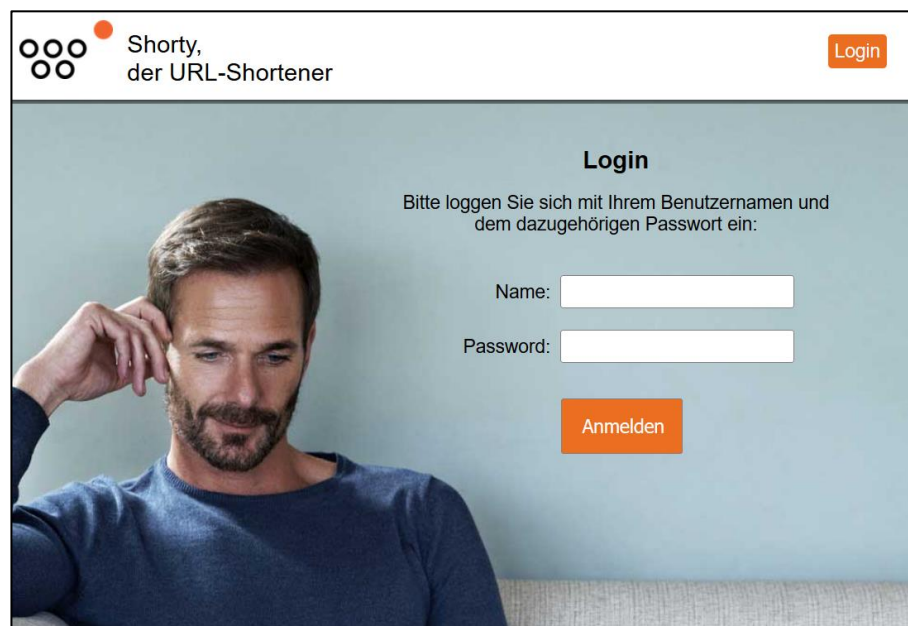 Shorty,
der URL-Shortener
Login
Login
Bitte loggen Sie sich mit Ihrem Benutzernamen und
dem dazugehörigen Passwort ein:
Name:
Password:
Anmelden